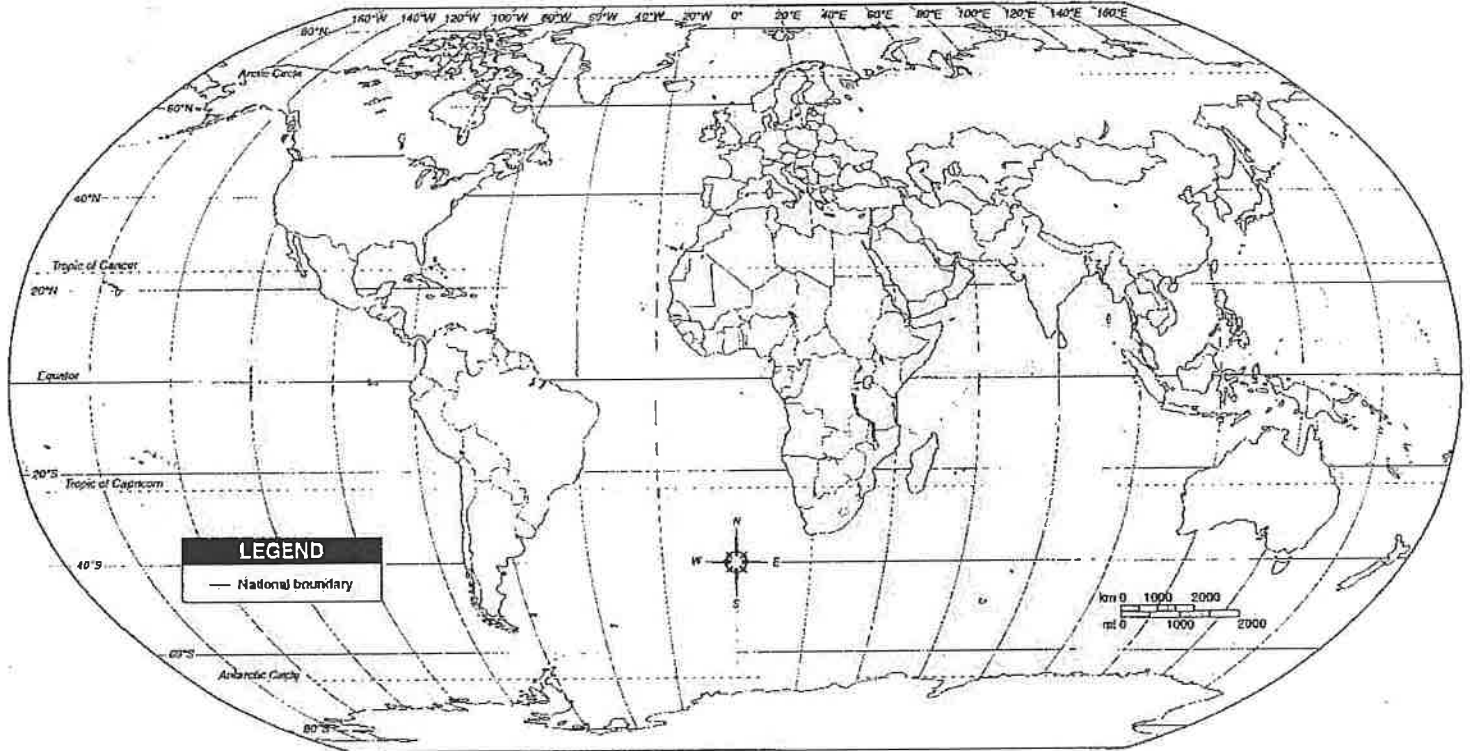 160°W 140°W 120°W 100°W 80°W 60°W 40°W 20°W 0° 20°E 40°E 60°E 80°E 100°E 120°E 140°E 160°E
80°N
Arctic Circle
60°N
40°N
Tropic of Cancer
20°N
Equator
20°S
Tropic of Capricorn
N
LEGEND
W E
40°S
National boundary
S
km 0 1000 2000
mi 0 1000 2000
60°S
Antarctic Circle
80°S